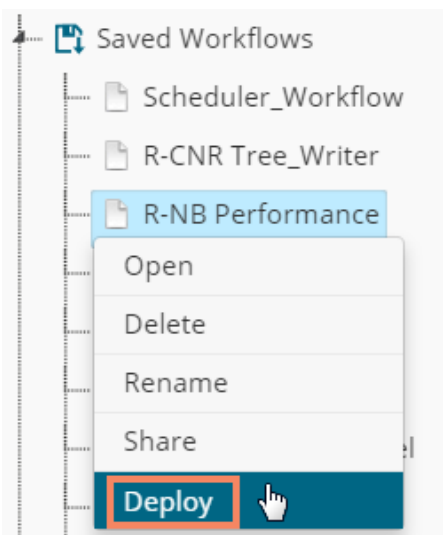 Saved Workflows
Scheduler_Workflow
R-CNR Tree_Writer
R-NB Performance
Open
Delete
Rename
Share
Deploy